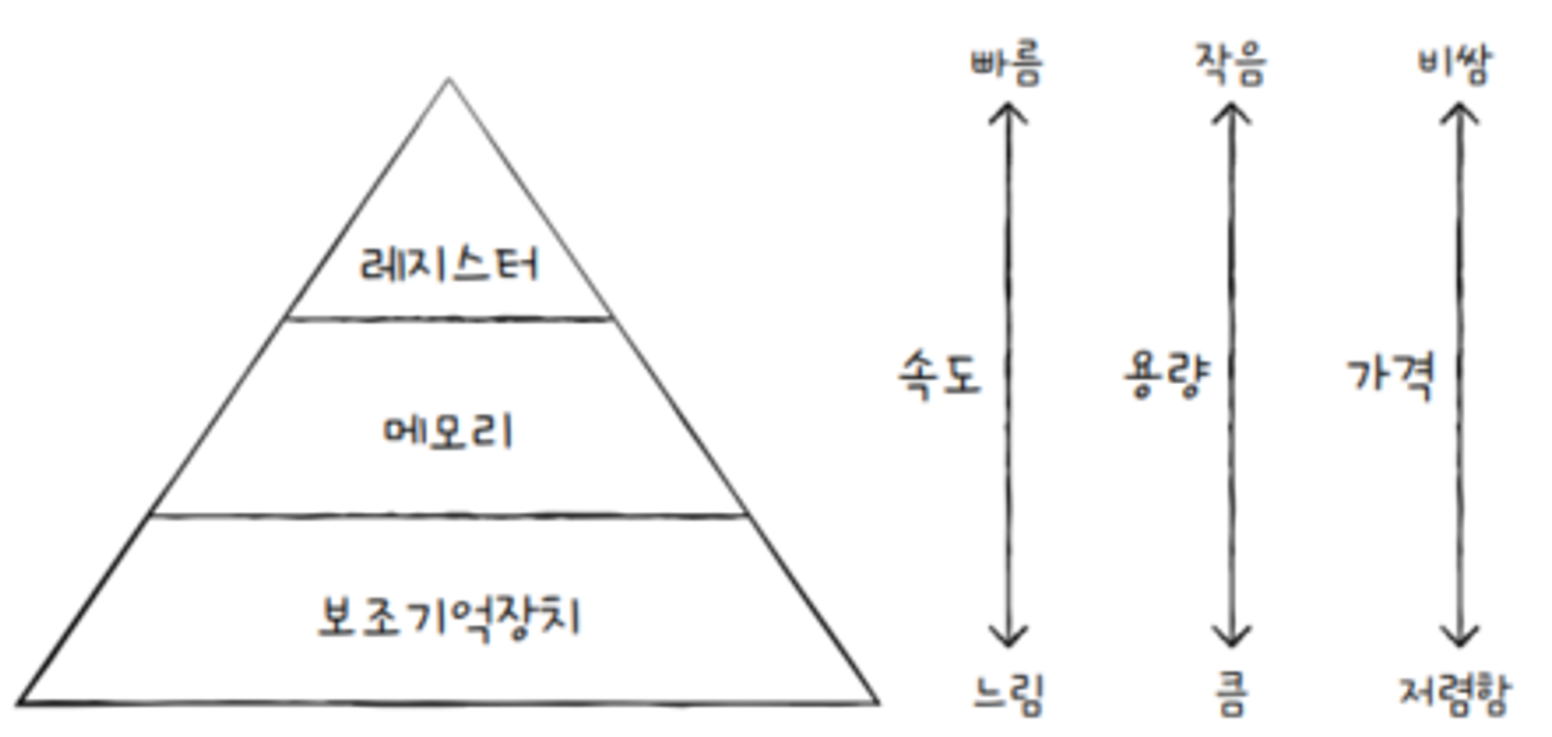 빠름 작음 비쌈
레지스터
속도 용량 가격
메모리
보조기억장치
느림 큼 저렴함